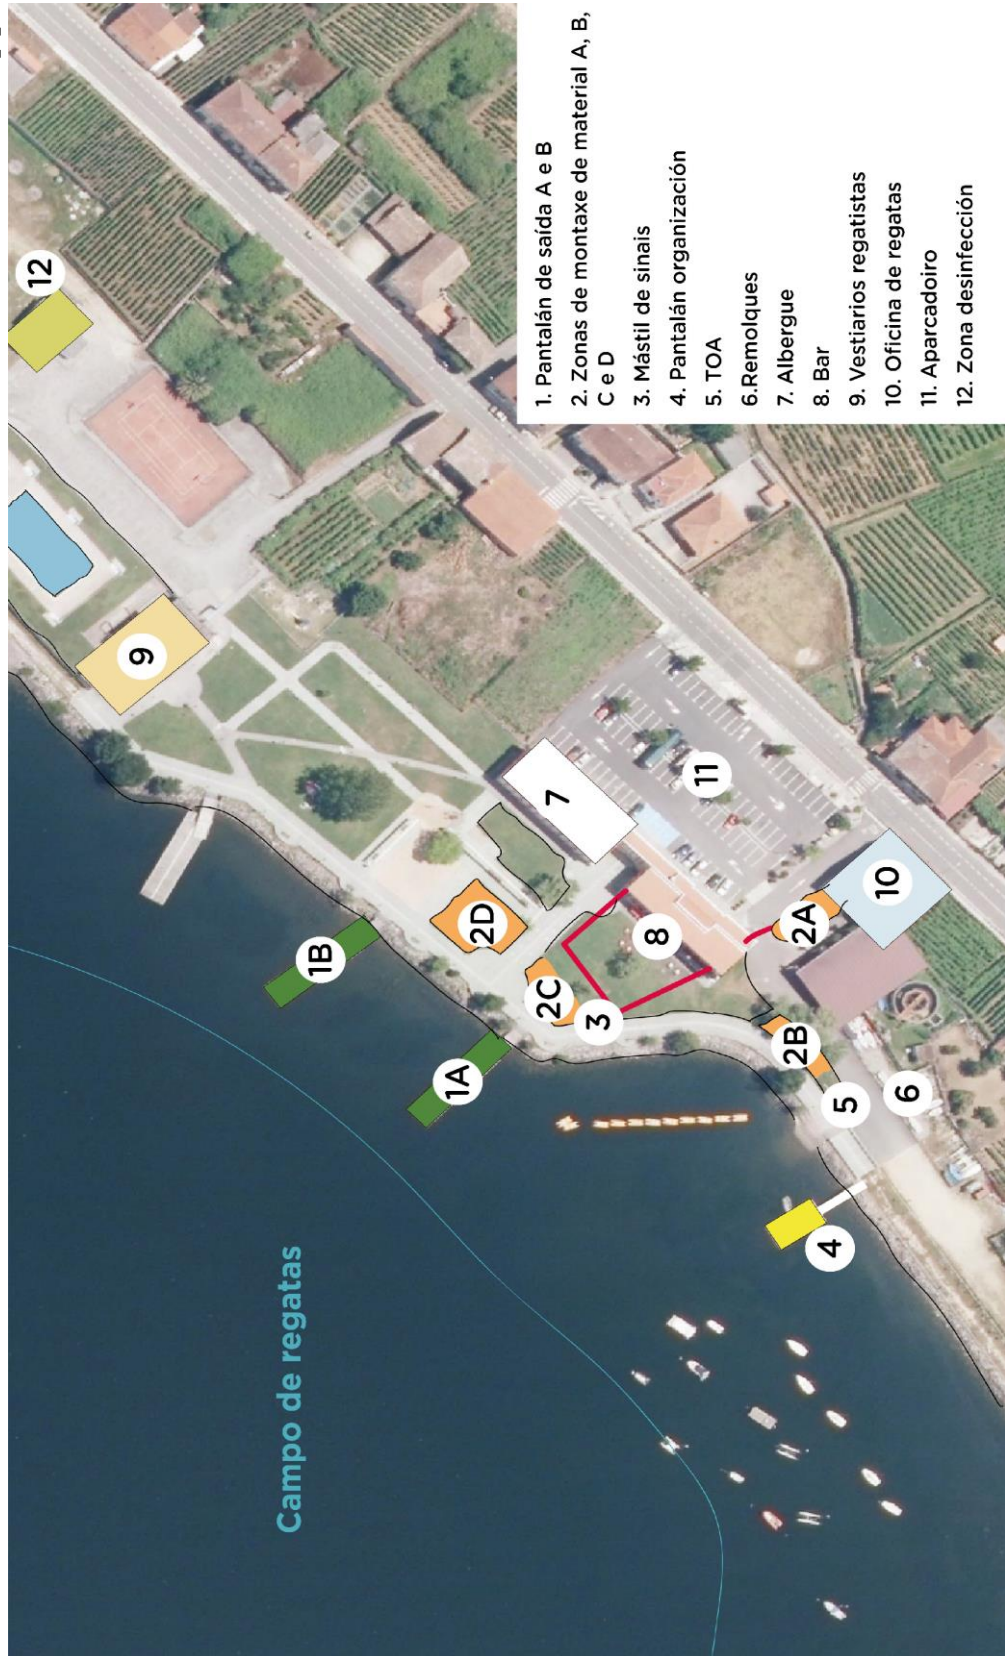 Campo de regatas
1A
1B
2A
2B
2C
2D
3
4
5
6
7
8
9
10
11
12
1. Pantalán de saída A e B
2. Zonas de montaxe de material A, B,
C e D
3. Mástil de sinais
4. Pantalán organización
5. TOA
6.Remolques
7. Albergue
8. Bar
9. Vestiarios regatistas
10. Oficina de regatas
11. Aparcadoiro
12. Zona desinfección